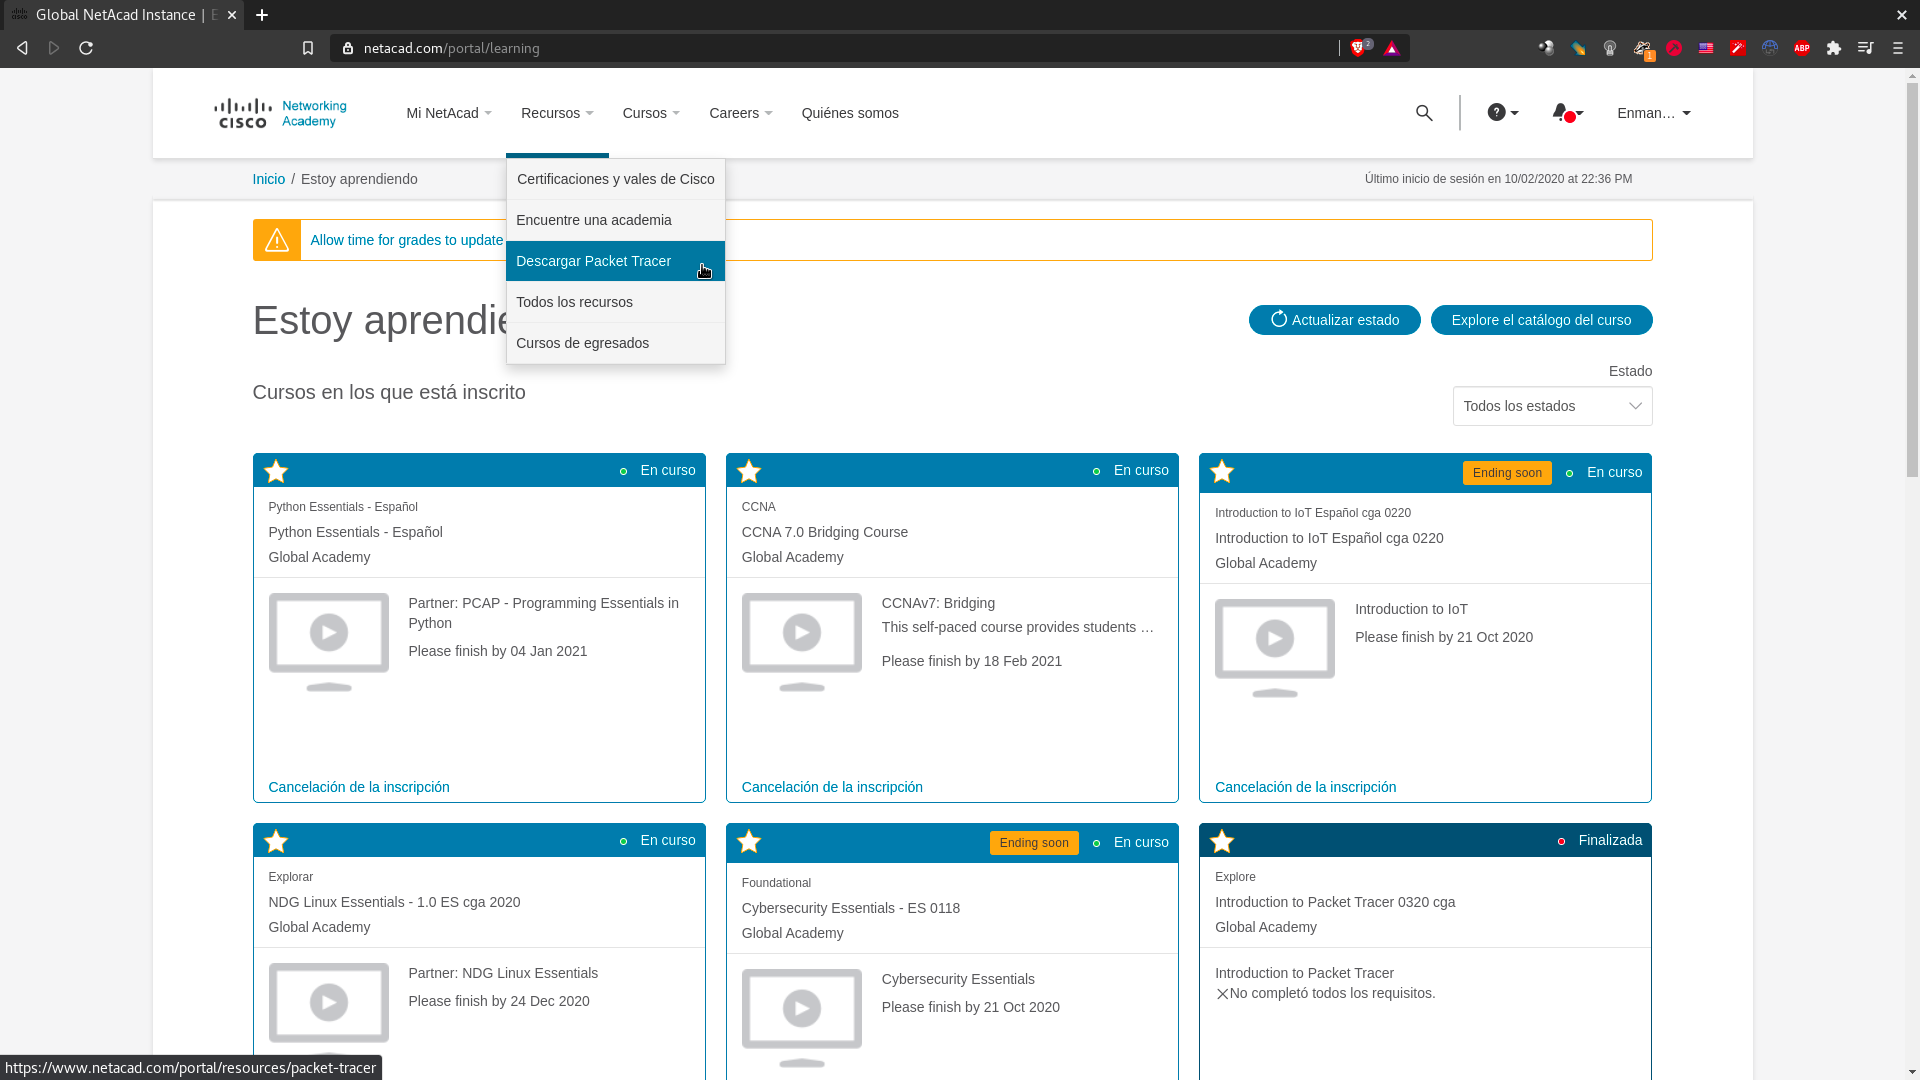 Global NetAcad Instance | E
netacad.com/portal/learning
2
1
ABP
cisco
Networking
Academy
Mi NetAcad
Recursos
Cursos
Careers
Quiénes somos
Enman...
Inicio / Estoy aprendiendo
Último inicio de sesión en 10/02/2020 at 22:36 PM
Certificaciones y vales de Cisco
Encuentre una academia
Descargar Packet Tracer
Todos los recursos
Cursos de egresados
Allow time for grades to update
Estoy aprendie
Actualizar estado
Explore el catálogo del curso
Cursos en los que está inscrito
Estado
Todos los estados
En curso
Python Essentials - Español
Python Essentials - Español
Global Academy
Partner: PCAP - Programming Essentials in
Python
Please finish by 04 Jan 2021
Cancelación de la inscripción
En curso
CCNA
CCNA 7.0 Bridging Course
Global Academy
CCNAv7: Bridging
This self-paced course provides students ...
Please finish by 18 Feb 2021
Cancelación de la inscripción
Ending soon
En curso
Introduction to IoT Español cga 0220
Introduction to IoT Español cga 0220
Global Academy
Introduction to IoT
Please finish by 21 Oct 2020
Cancelación de la inscripción
En curso
Explorar
NDG Linux Essentials - 1.0 ES cga 2020
Global Academy
Partner: NDG Linux Essentials
Please finish by 24 Dec 2020
Ending soon
En curso
Foundational
Cybersecurity Essentials - ES 0118
Global Academy
Cybersecurity Essentials
Please finish by 21 Oct 2020
Finalizada
Explore
Introduction to Packet Tracer 0320 cga
Global Academy
Introduction to Packet Tracer
No completó todos los requisitos.
https://www.netacad.com/portal/resources/packet-tracer